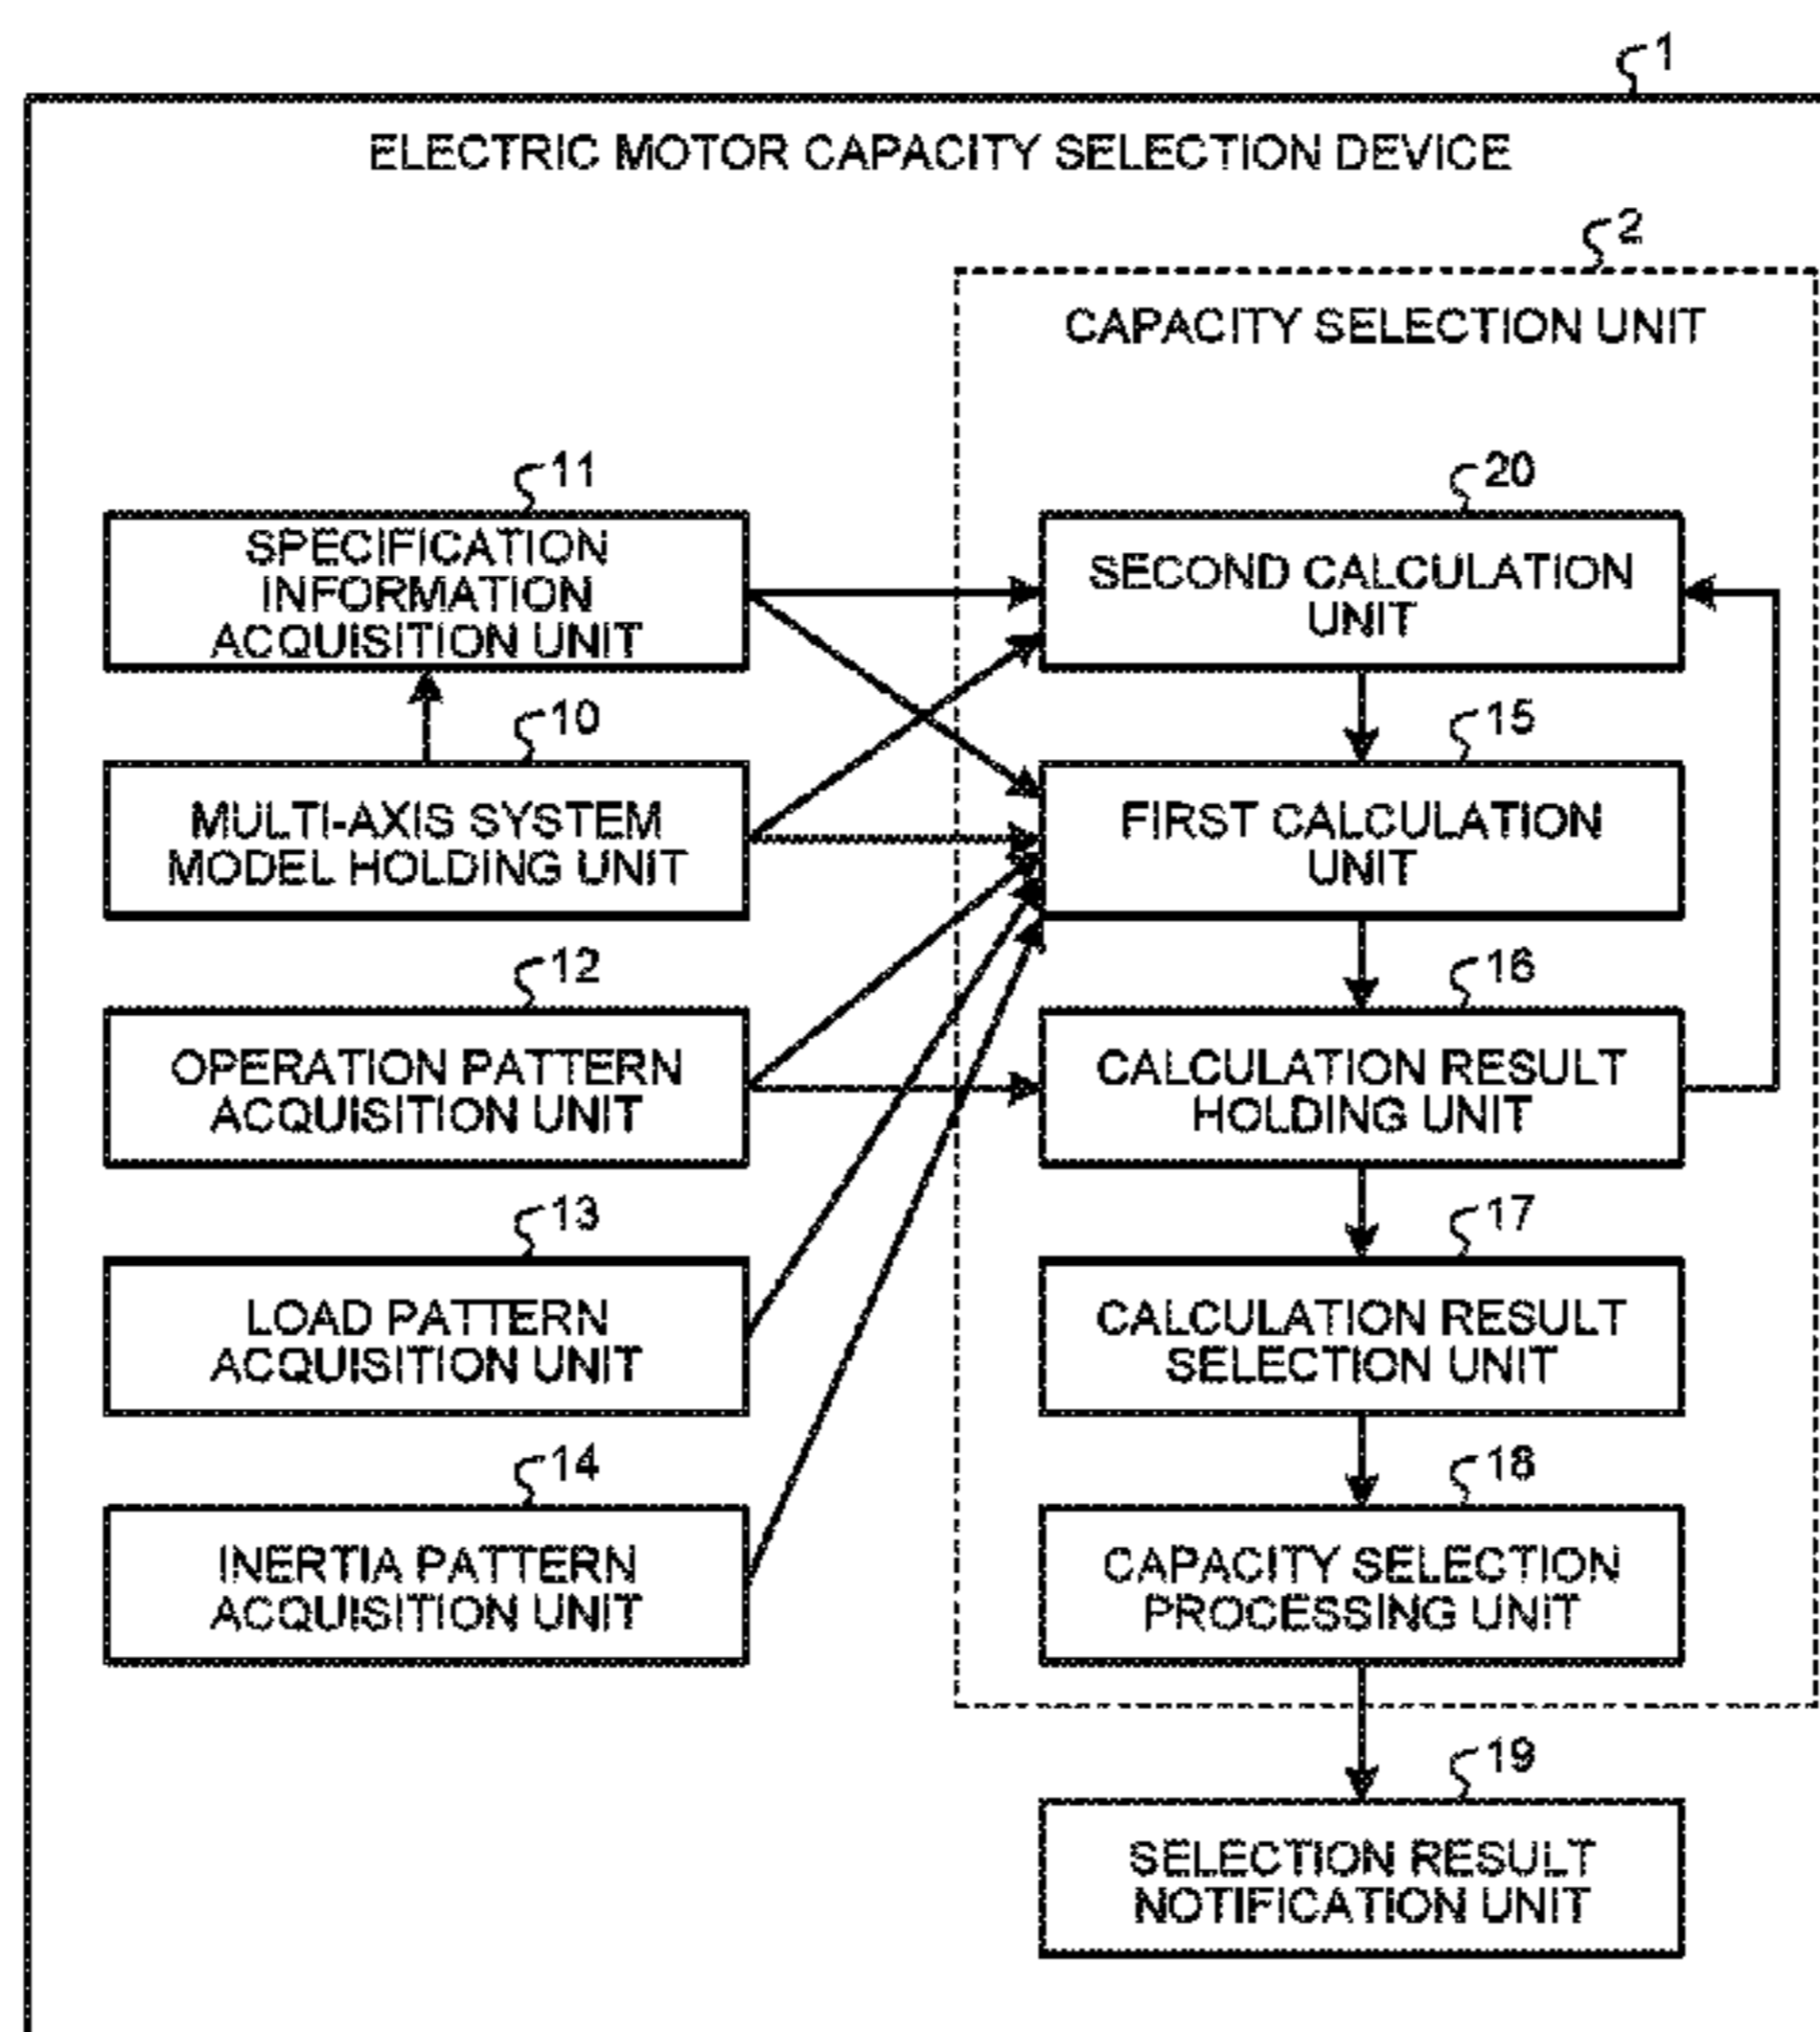 1
ELECTRIC MOTOR CAPACITY SELECTION DEVICE
2
CAPACITY SELECTION UNIT
11
SPECIFICATION
INFORMATION
ACQUISITION UNIT
20
SECOND CALCULATION
UNIT
10
MULTI-AXIS SYSTEM
MODEL HOLDING UNIT
15
FIRST CALCULATION
UNIT
12
OPERATION PATTERN
ACQUISITION UNIT
16
CALCULATION RESULT
HOLDING UNIT
13
LOAD PATTERN
ACQUISITION UNIT
17
CALCULATION RESULT
SELECTION UNIT
14
INERTIA PATTERN
ACQUISITION UNIT
18
CAPACITY SELECTION
PROCESSING UNIT
19
SELECTION RESULT
NOTIFICATION UNIT